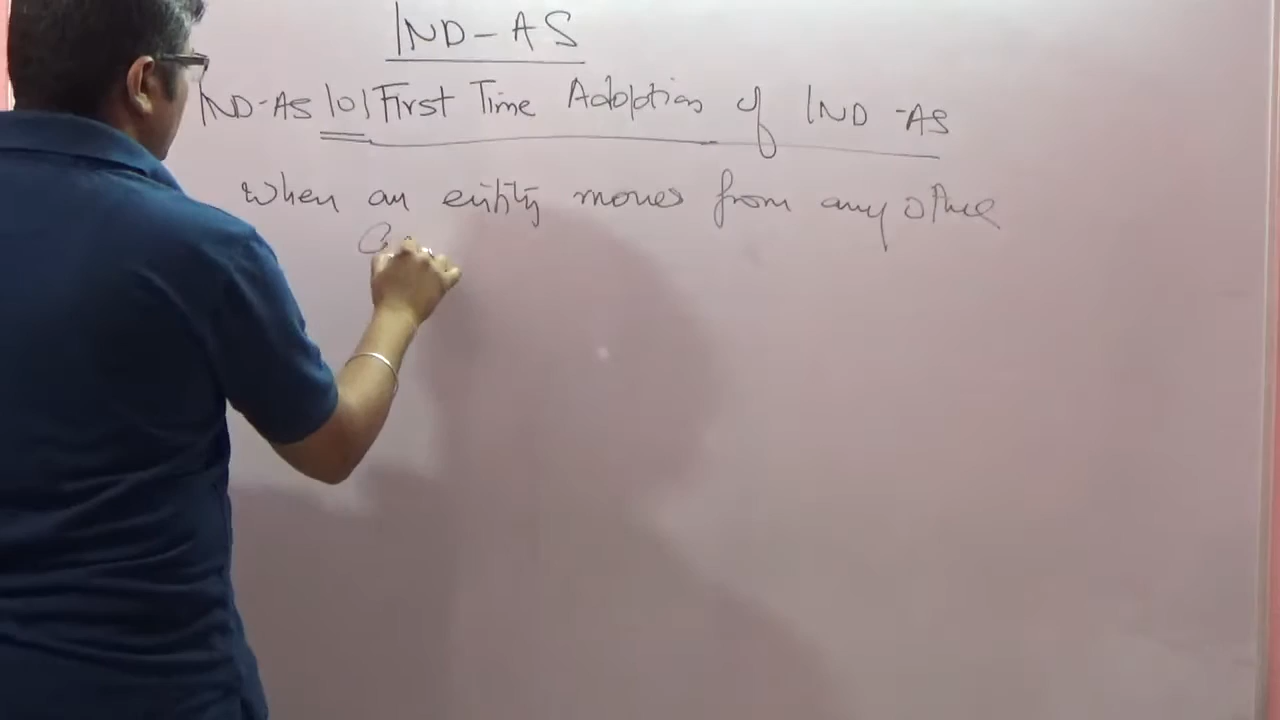 IND-AS
IND-AS 101 First Time Adoption of IND-AS
When an entity moves from any other